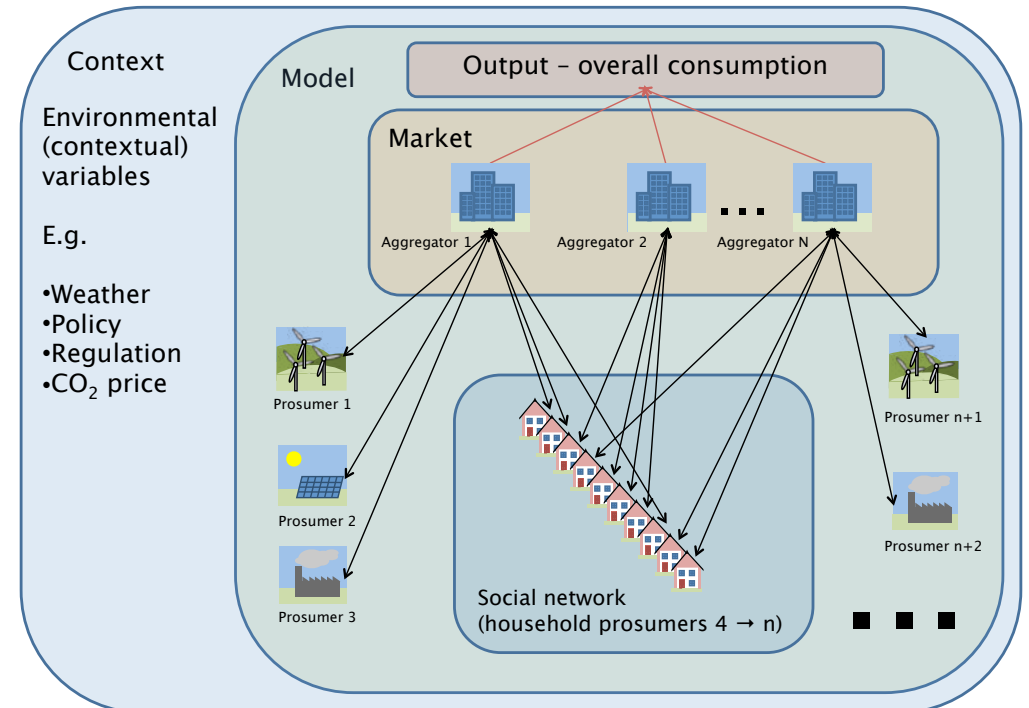 Context
Environmental
(contextual)
variables
E.g.
•Weather
•Policy
•Regulation
•CO₂ price
Model
Output – overall consumption
Market
Aggregator 1
Aggregator 2
...
Aggregator N
Prosumer 1
Prosumer 2
Prosumer 3
Social network
(household prosumers 4 → n)
Prosumer n+1
Prosumer n+2
...